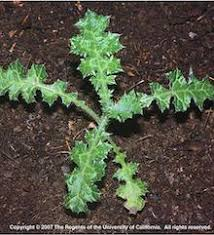 Copyright © 2007 The Regents of the University of California. All rights reserved.